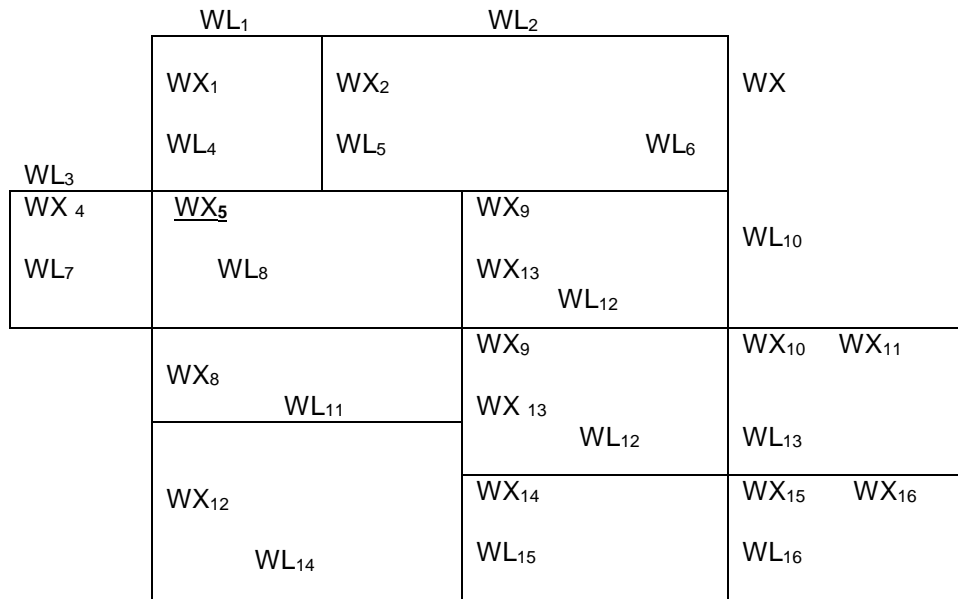 WL₁ WL₂
WX₁ WX₂ WX
WL₄ WL₅ WL₆
WL₃
WX ₄ WX₅ WX₉
WL₁₀
WL₇ WL₈ WX₁₃
WL₁₂
WX₉ WX₁₀ WX₁₁
WX₈
WL₁₁ WX ₁₃
WL₁₂ WL₁₃
WX₁₂ WX₁₄ WX₁₅ WX₁₆
WL₁₄ WL₁₅ WL₁₆